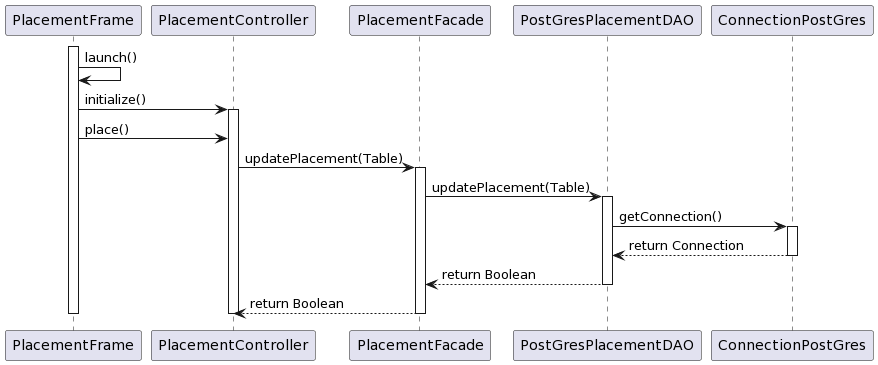 PlacementFrame
PlacementController
PlacementFacade
PostGresPlacementDAO
ConnectionPostGres
launch()
initialize()
place()
updatePlacement(Table)
updatePlacement(Table)
getConnection()
return Connection
return Boolean
return Boolean
PlacementFrame
PlacementController
PlacementFacade
PostGresPlacementDAO
ConnectionPostGres